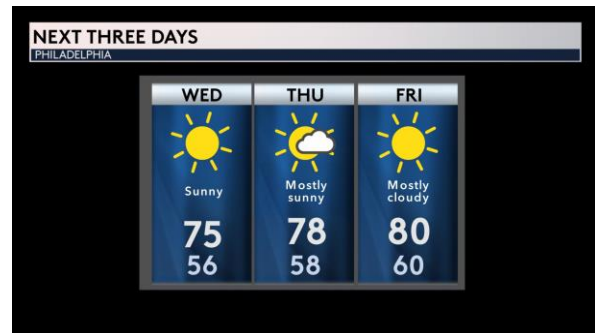 NEXT THREE DAYS
PHILADELPHIA
WED
Sunny
75
56
THU
Mostly
sunny
78
58
FRI
Mostly
cloudy
80
60